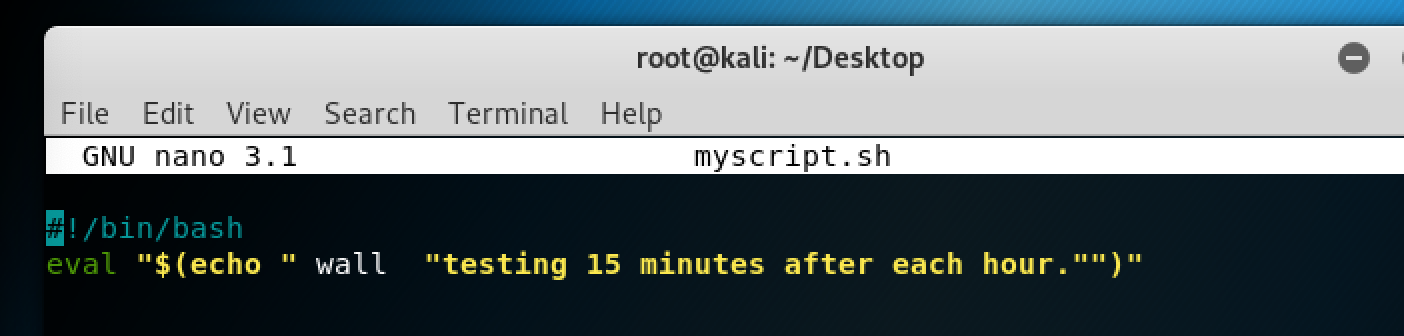 root@kali: ~/Desktop
File Edit View Search Terminal Help
GNU nano 3.1 myscript.sh
#!/bin/bash
eval "$(echo " wall  "testing 15 minutes after each hour."")"